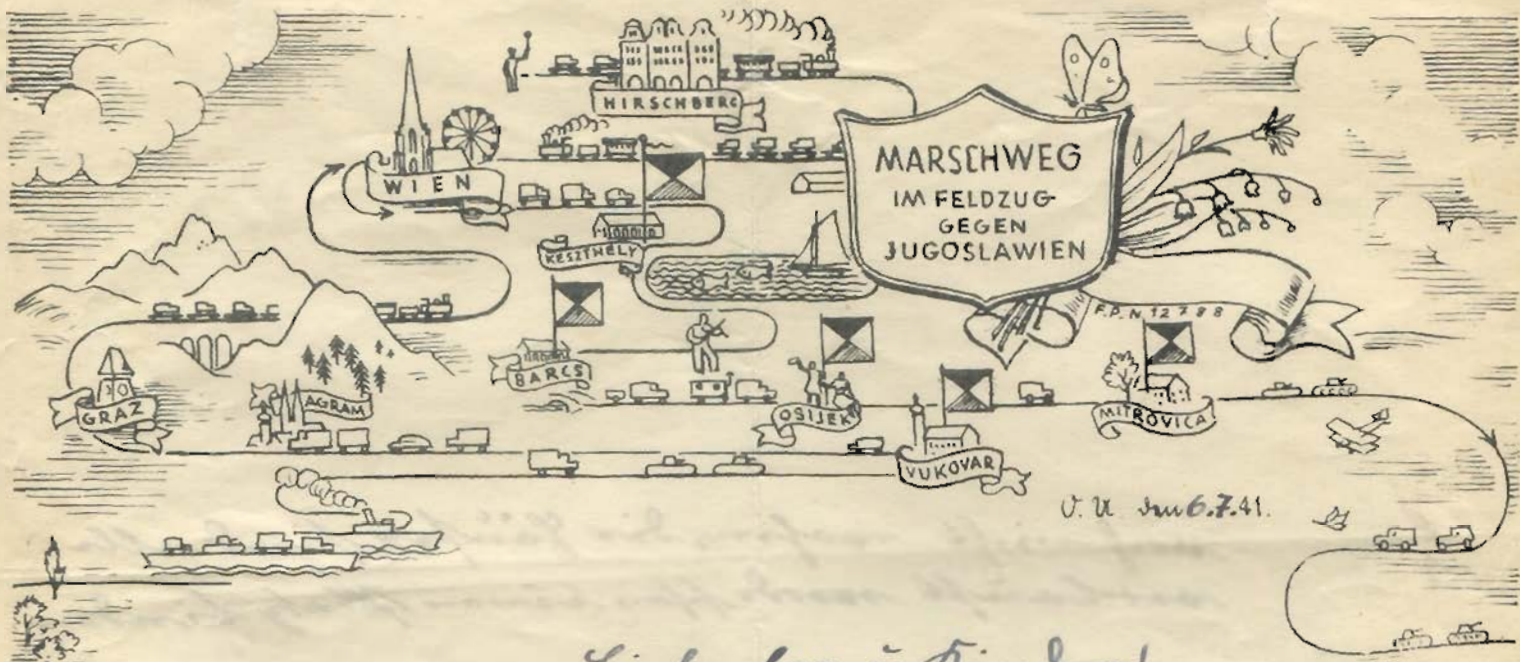 HIRSCHBERG
WIEN
MARSCHWEG
IM FELDZUG
GEGEN
JUGOSLAWIEN
KESZTHELY
F.P.N. 12788
BARCS
GRAZ
AGRAM
OSIJEK
MITROVICA
VUKOVAR
O. U. den 6.7.41.